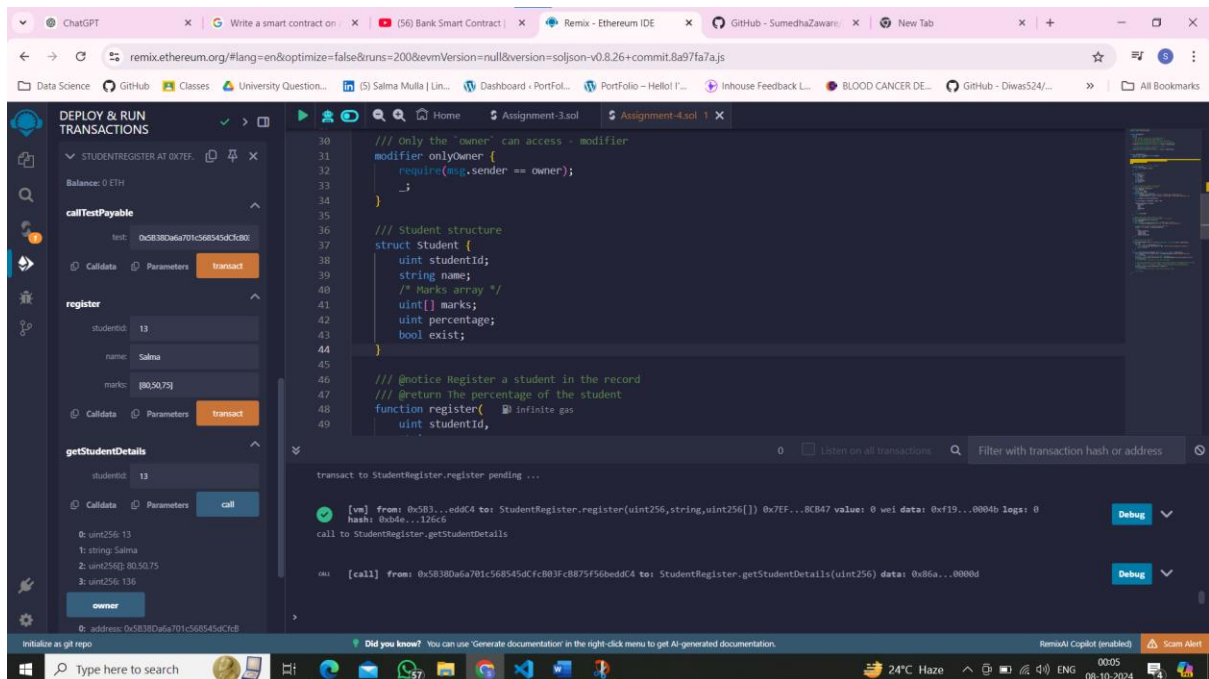 ChatGPT
Write a smart contract on
(56) Bank Smart Contract |
Remix - Ethereum IDE
GitHub - SumedhaZaware/
New Tab
remix.ethereum.org/#lang=en&optimize=false&runs=200&evmVersion=null&version=soljson-v0.8.26+commit.8a97fa7a.js
Data Science GitHub Classes University Question... (5) Salma Mulla | Lin... Dashboard ‹ PortFol... PortFolio – Hello! I'... Inhouse Feedback L... BLOOD CANCER DE... GitHub - Diwas524/... All Bookmarks
DEPLOY & RUN
TRANSACTIONS
Home Assignment-3.sol Assignment-4.sol 1
STUDENTREGISTER AT 0X7EF.
Balance: 0 ETH
callTestPayable
test: 0x5B38Da6a701c568545dCfcB03
Calldata Parameters transact
register
studentId: 13
name: Salma
marks: [80,50,75]
Calldata Parameters transact
getStudentDetails
studentId: 13
Calldata Parameters call
0: uint256: 13
1: string: Salma
2: uint256[]: 80,50,75
3: uint256: 136
owner
0: address: 0x5B38Da6a701c568545dCfcB
30 /// Only the `owner` can access - modifier
31 modifier onlyOwner {
32 require(msg.sender == owner);
33 _;
34 }
35
36 /// Student structure
37 struct Student {
38 uint studentId;
39 string name;
40 /* Marks array */
41 uint[] marks;
42 uint percentage;
43 bool exist;
44 }
45
46 /// @notice Register a student in the record
47 /// @return The percentage of the student
48 function register( infinite gas
49 uint studentId,
0 Listen on all transactions Filter with transaction hash or address
transact to StudentRegister.register pending ...
[vm] from: 0x5B3...eddC4 to: StudentRegister.register(uint256,string,uint256[]) 0x7EF...8CB47 value: 0 wei data: 0xf19...0004b logs: 0
hash: 0xb4e...126c6
Debug
call to StudentRegister.getStudentDetails
CALL [call] from: 0x5B38Da6a701c568545dCfcB03FcB875f56beddC4 to: StudentRegister.getStudentDetails(uint256) data: 0x86a...0000d
Debug
>
Initialize as git repo
Did you know? You can use 'Generate documentation' in the right-click menu to get AI-generated documentation.
RemixAI Copilot (enabled) Scam Alert
Type here to search
57
24°C Haze
ENG
00:05
08-10-2024
4